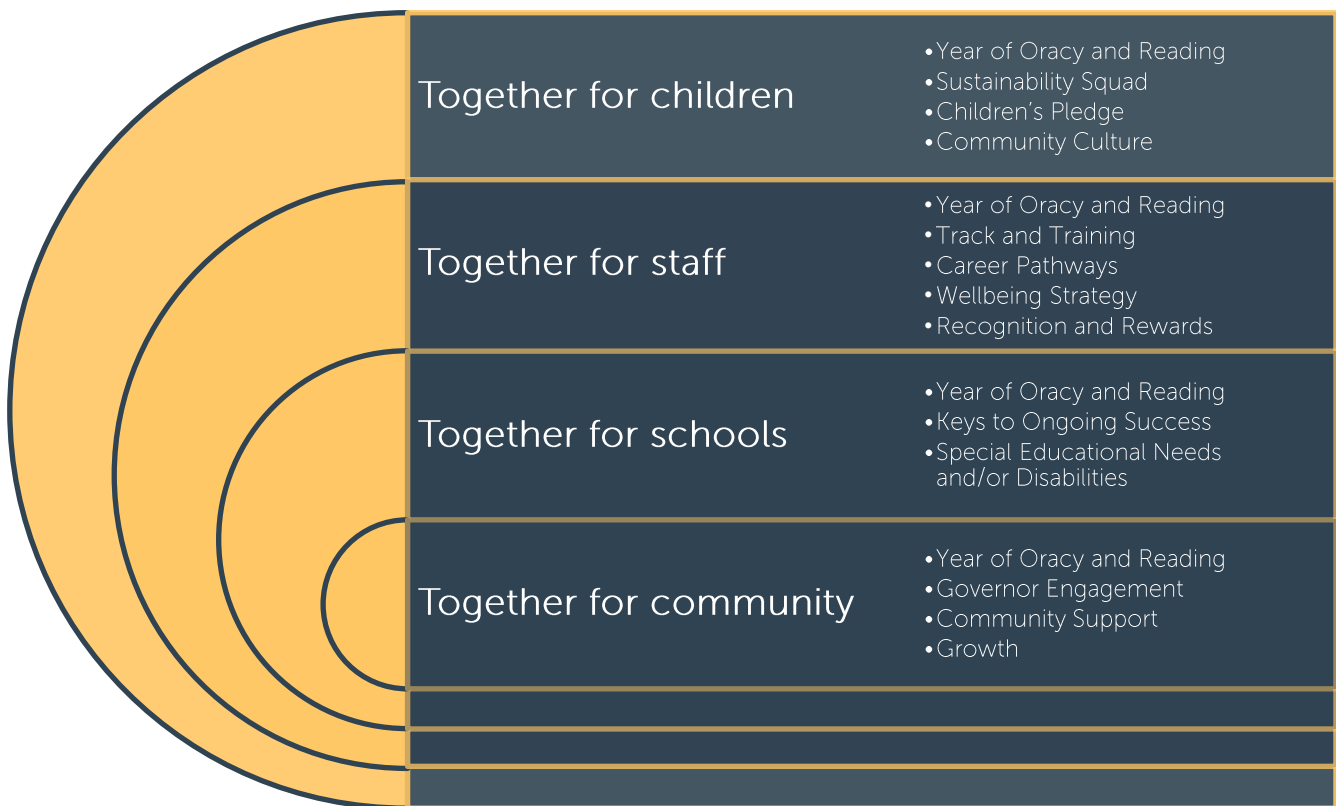 Together for children
•Year of Oracy and Reading
•Sustainability Squad
•Children’s Pledge
•Community Culture
Together for staff
•Year of Oracy and Reading
•Track and Training
•Career Pathways
•Wellbeing Strategy
•Recognition and Rewards
Together for schools
•Year of Oracy and Reading
•Keys to Ongoing Success
•Special Educational Needs
and/or Disabilities
Together for community
•Year of Oracy and Reading
•Governor Engagement
•Community Support
•Growth